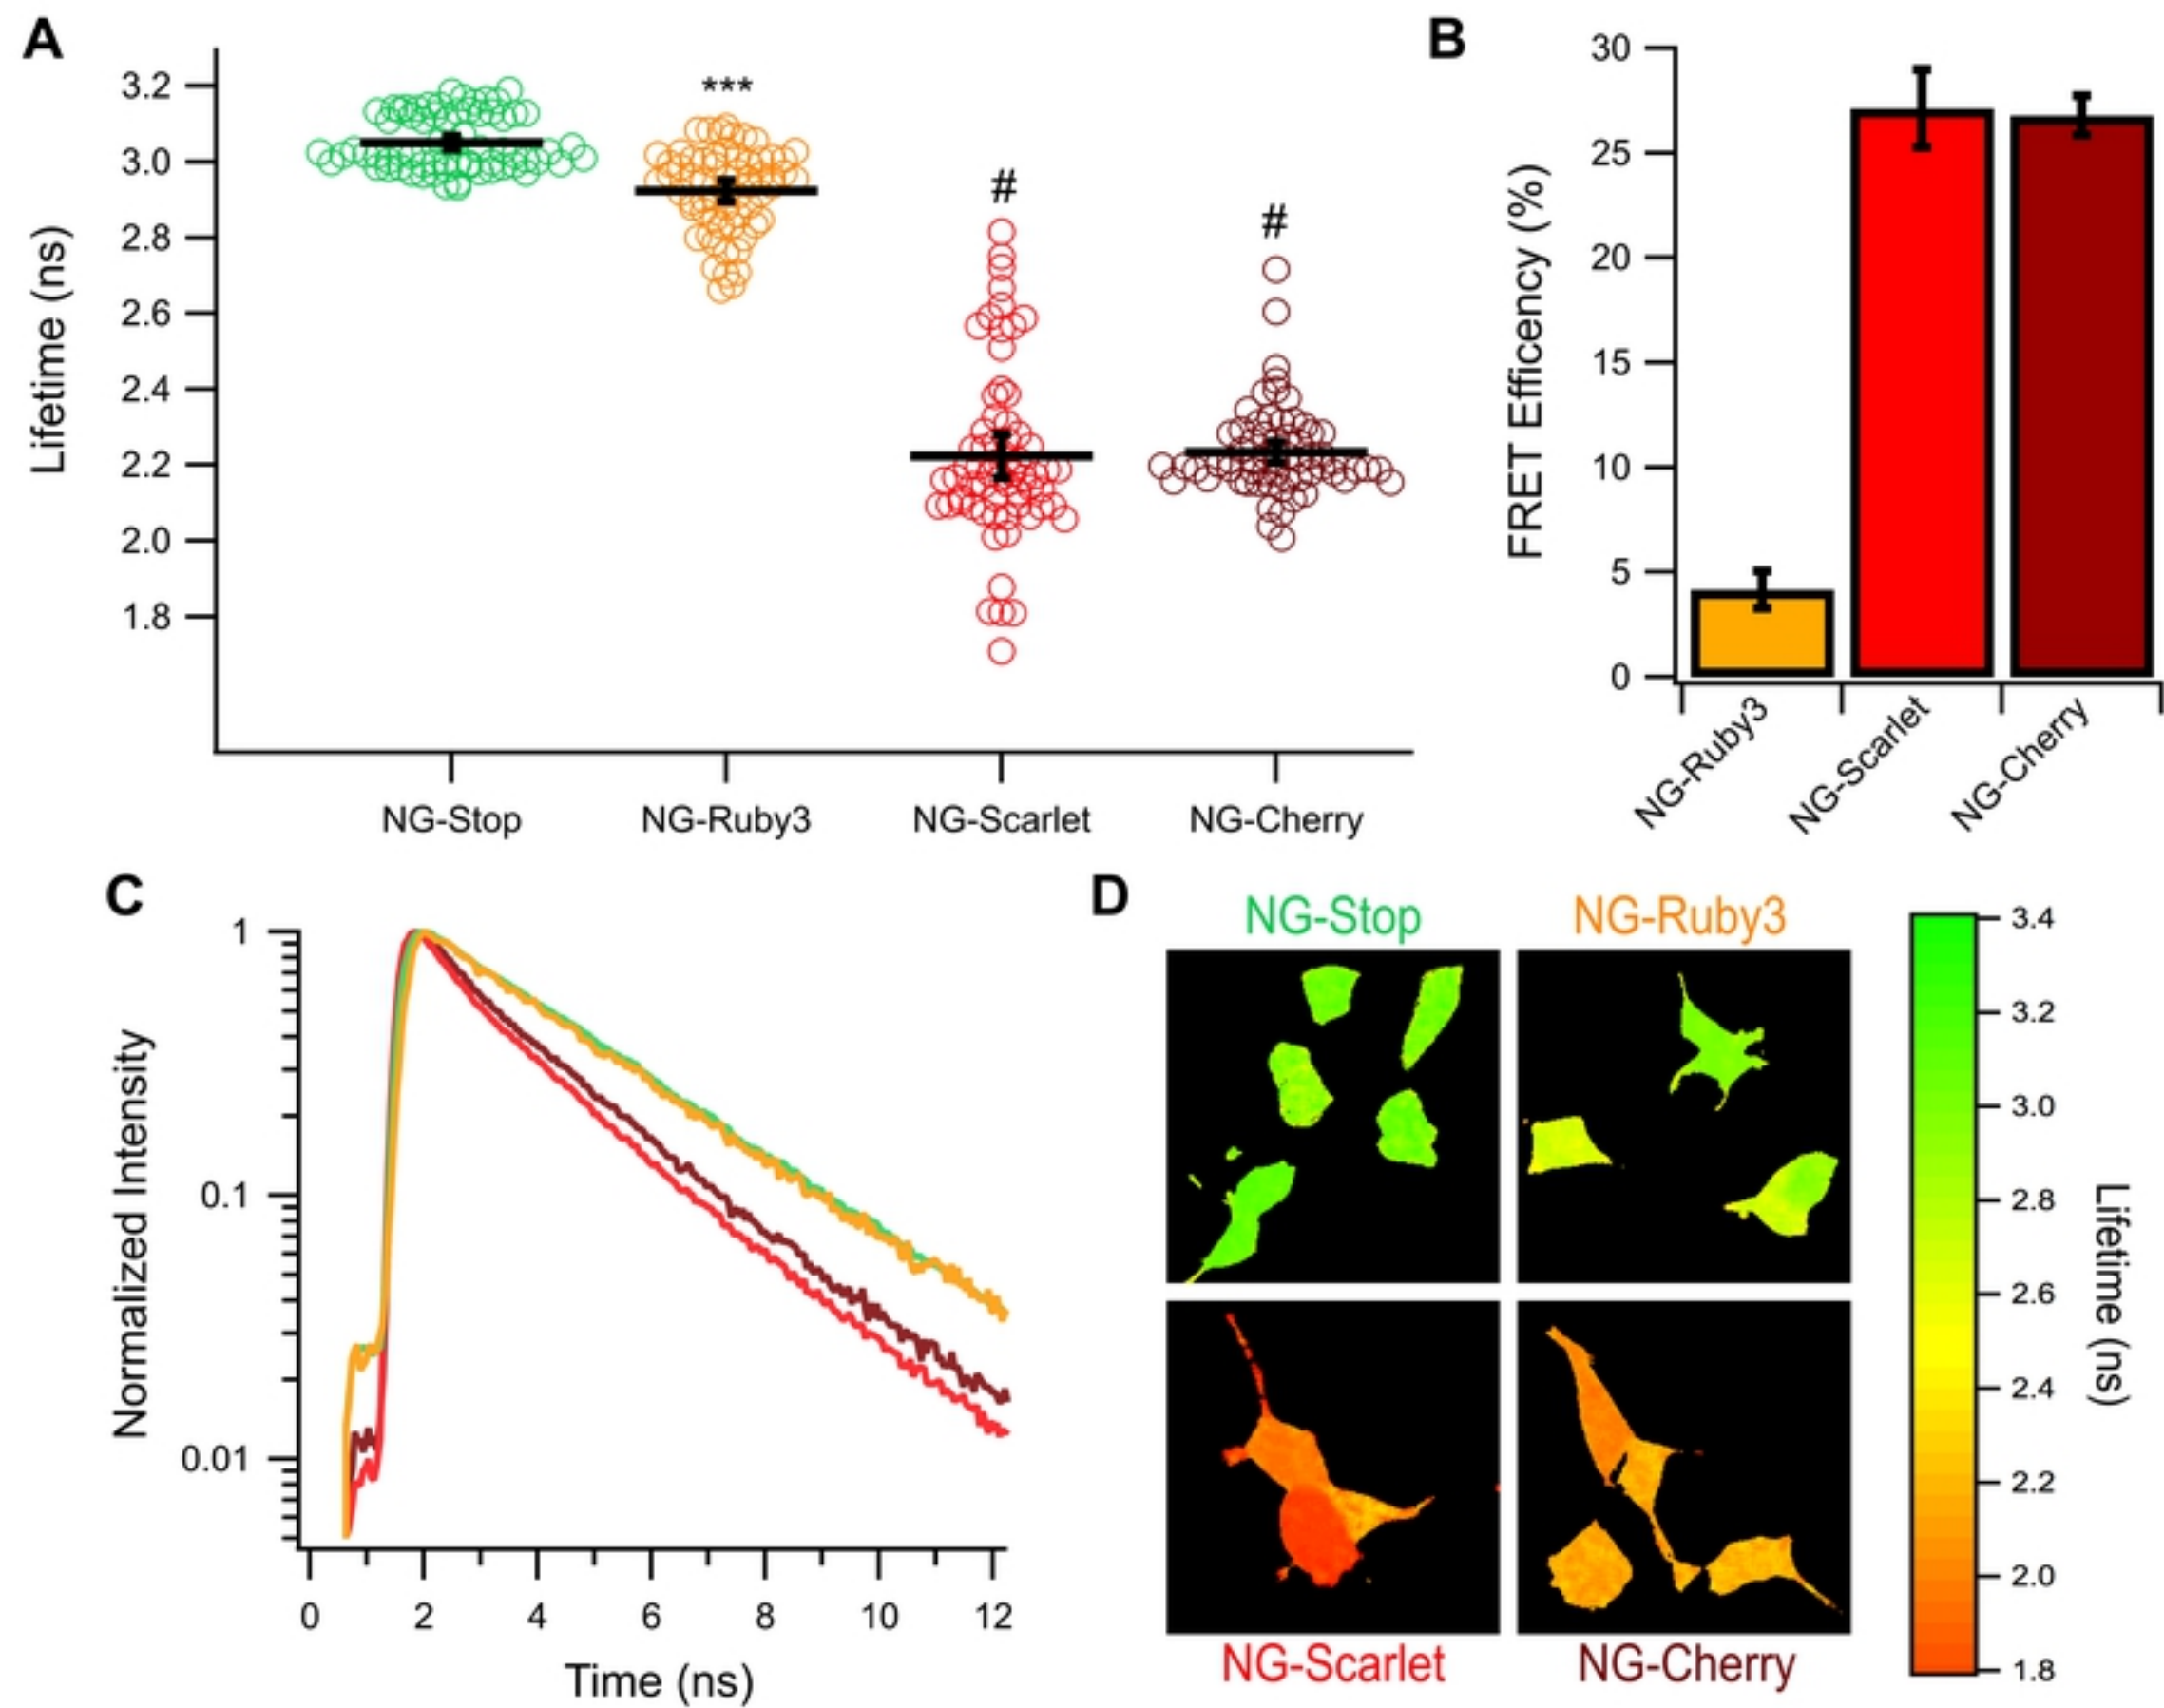 A
Lifetime (ns)
3.2
3.0
2.8
2.6
2.4
2.2
2.0
1.8
***
#
#
NG-Stop
NG-Ruby3
NG-Scarlet
NG-Cherry
B
FRET Efficency (%)
30
25
20
15
10
5
0
NG-Ruby3
NG-Scarlet
NG-Cherry
C
Normalized Intensity
1
0.1
0.01
0
2
4
6
8
10
12
Time (ns)
D
NG-Stop
NG-Ruby3
NG-Scarlet
NG-Cherry
3.4
3.2
3.0
2.8
2.6
2.4
2.2
2.0
1.8
Lifetime (ns)